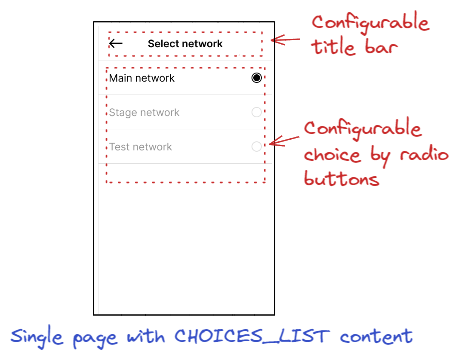 Select network
Configurable
title bar
Main network
Stage network
Test network
Configurable
choice by radio
buttons
Single page with CHOICES_LIST content